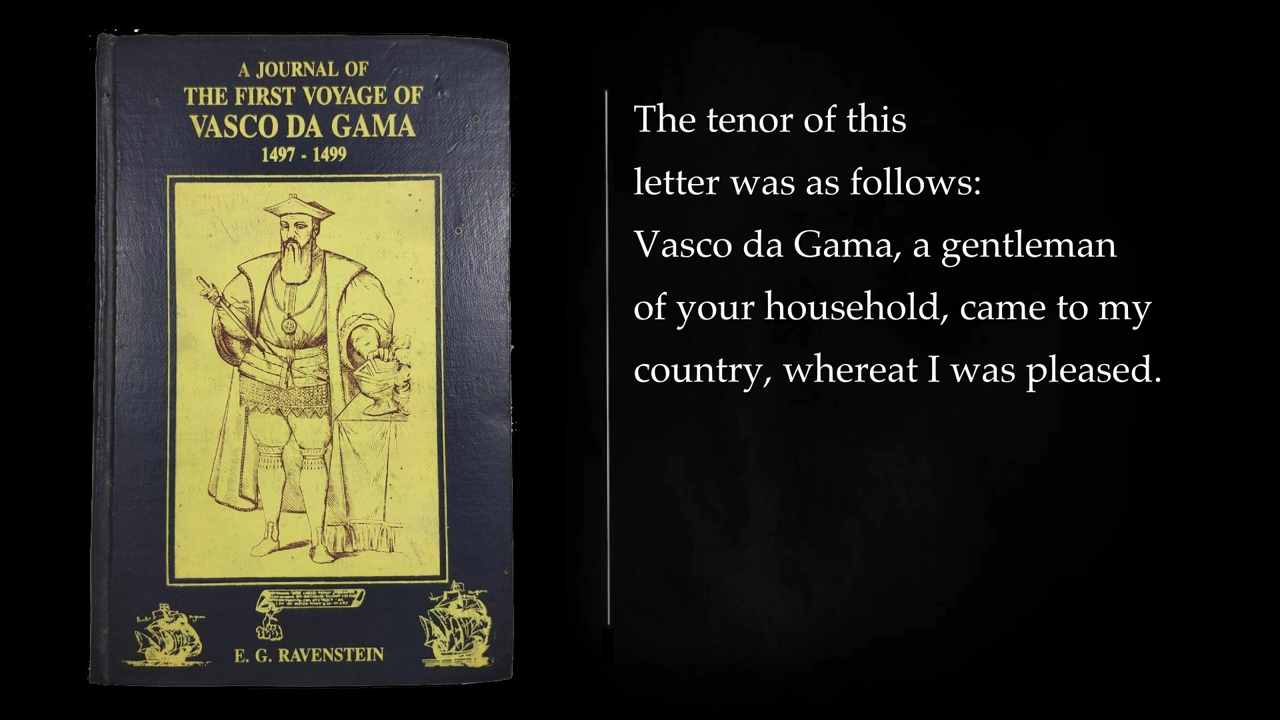 A JOURNAL OF
THE FIRST VOYAGE OF
VASCO DA GAMA
1497 - 1499
E. G. RAVENSTEIN
The tenor of this
letter was as follows:
Vasco da Gama, a gentleman
of your household, came to my
country, whereat I was pleased.